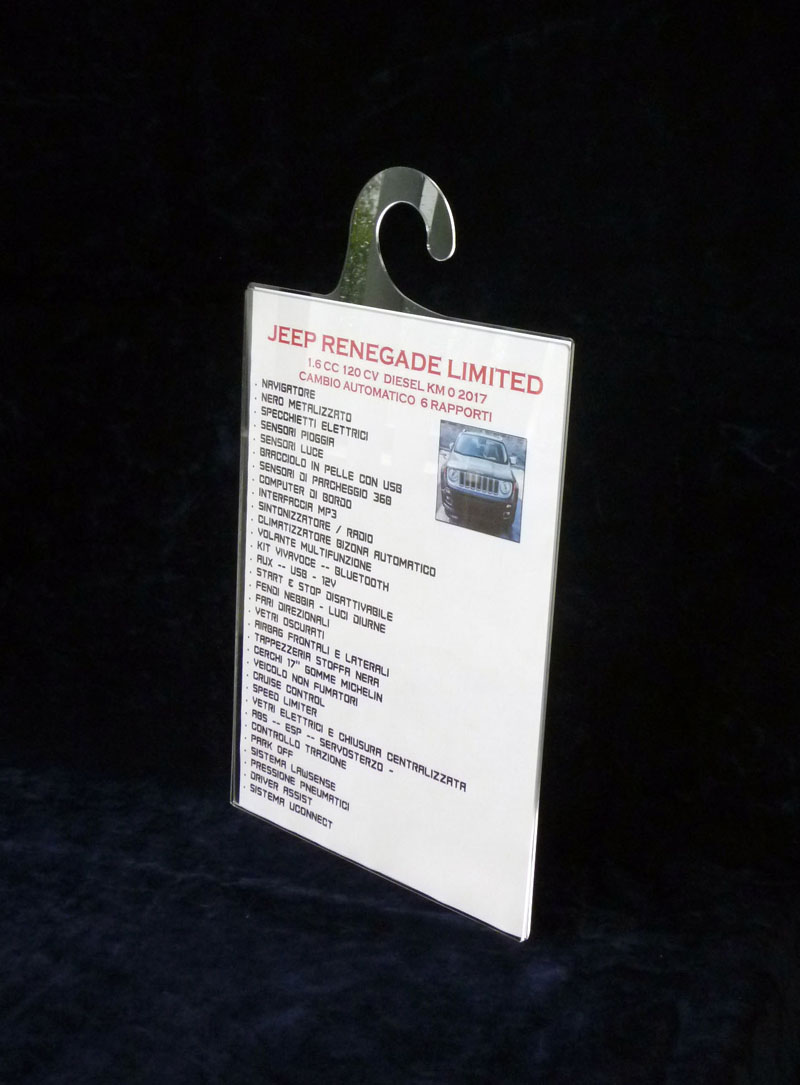 JEEP RENEGADE LIMITED
1.6 CC 120 CV DIESEL KM 0 2017
CAMBIO AUTOMATICO 6 RAPPORTI
. NAVIGATORE
. NERO METALIZZATO
. SPECCHIETTI ELETTRICI
. SENSORI PIOGGIA
. SENSORI LUCE
. BRACCIOLO IN PELLE CON USB
. SENSORI DI PARCHEGGIO 360
. COMPUTER DI BORDO
. INTERFACCIA MP3
. SINTONIZZATORE / RADIO
. CLIMATIZZATORE BIZONA AUTOMATICO
. VOLANTE MULTIFUNZIONE
. KIT VIVAVOCE -- BLUETOOTH
. AUX -- USB - 12V
. START E STOP DISATTIVABILE
. FENDI NEBBIA - LUCI DIURNE
. FARI DIREZIONALI
. VETRI OSCURATI
. AIRBAG FRONTALI E LATERALI
. TAPPEZZERIA STOFFA NERA
. CERCHI 17" GOMME MICHELIN
. VEICOLO NON FUMATORI
. CRUISE CONTROL
. SPEED LIMITER
. VETRI ELETTRICI E CHIUSURA CENTRALIZZATA
. ABS -- ESP -- SERVOSTERZO -
. CONTROLLO TRAZIONE
. PARK OFF
. SISTEMA LAWSENSE
. PRESSIONE PNEUMATICI
. DRIVER ASSIST
. SISTEMA UCONNECT